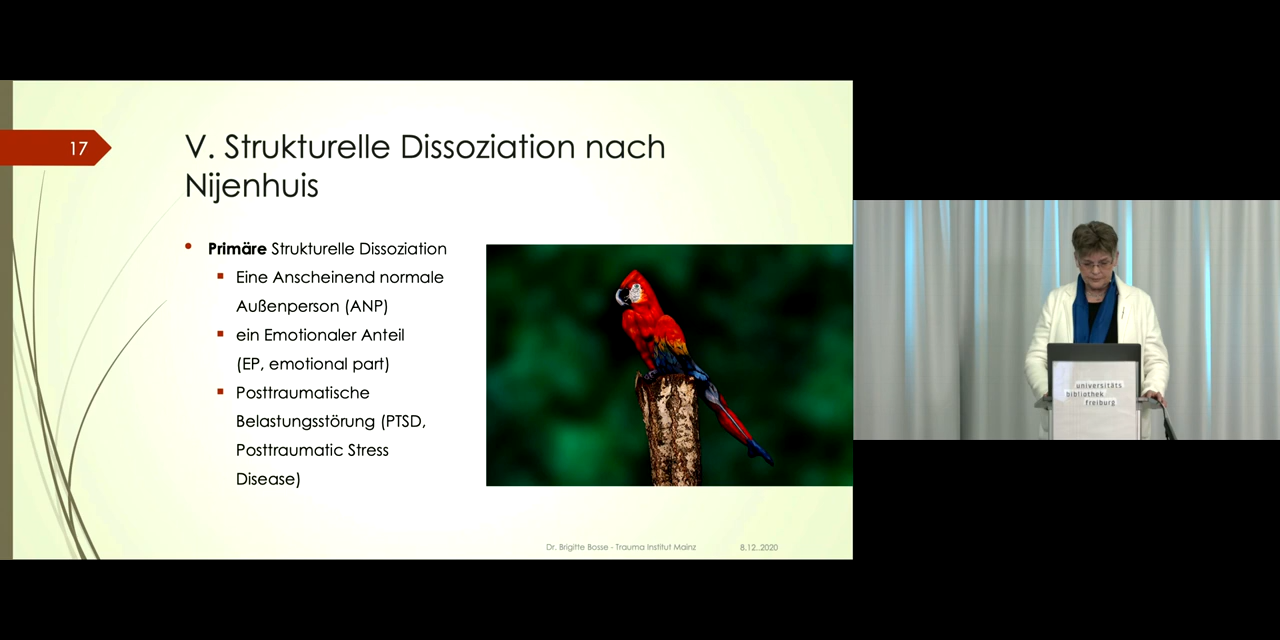 17
V. Strukturelle Dissoziation nach
Nijenhuis
Primäre Strukturelle Dissoziation
Eine Anscheinend normale
Außenperson (ANP)
ein Emotionaler Anteil
(EP, emotional part)
Posttraumatische
Belastungsstörung (PTSD,
Posttraumatic Stress
Disease)
Dr. Brigitte Bosse - Trauma Institut Mainz
8.12..2020
universitäts
bibliothek
freiburg